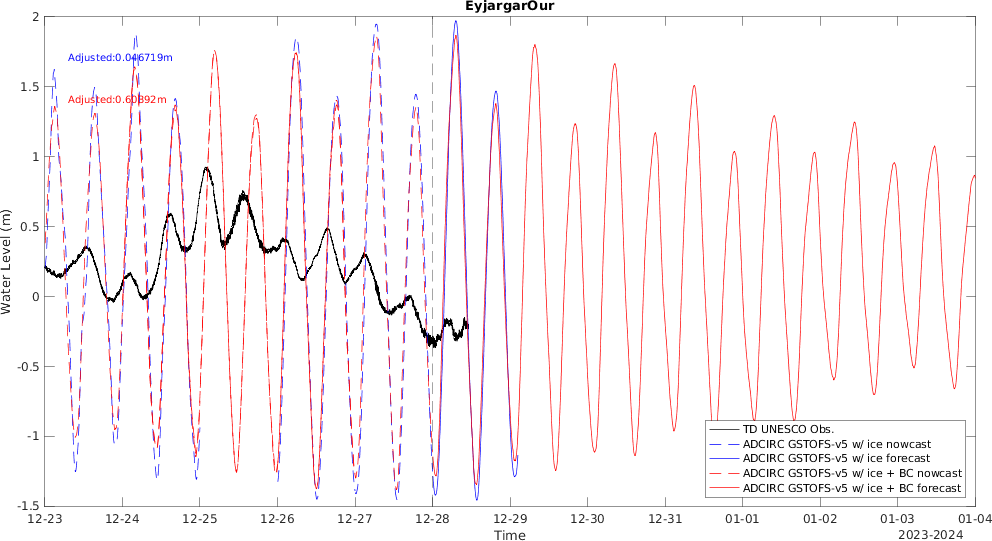 EyjargarOur
Adjusted:0.046719m
Adjusted:0.60892m
Water Level (m)
2
1.5
1
0.5
0
-0.5
-1
-1.5
TD UNESCO Obs.
ADCIRC GSTOFS-v5 w/ ice nowcast
ADCIRC GSTOFS-v5 w/ ice forecast
ADCIRC GSTOFS-v5 w/ ice + BC nowcast
ADCIRC GSTOFS-v5 w/ ice + BC forecast
12-23 12-24 12-25 12-26 12-27 12-28 12-29 12-30 12-31 01-01 01-02 01-03 01-04
Time
2023-2024